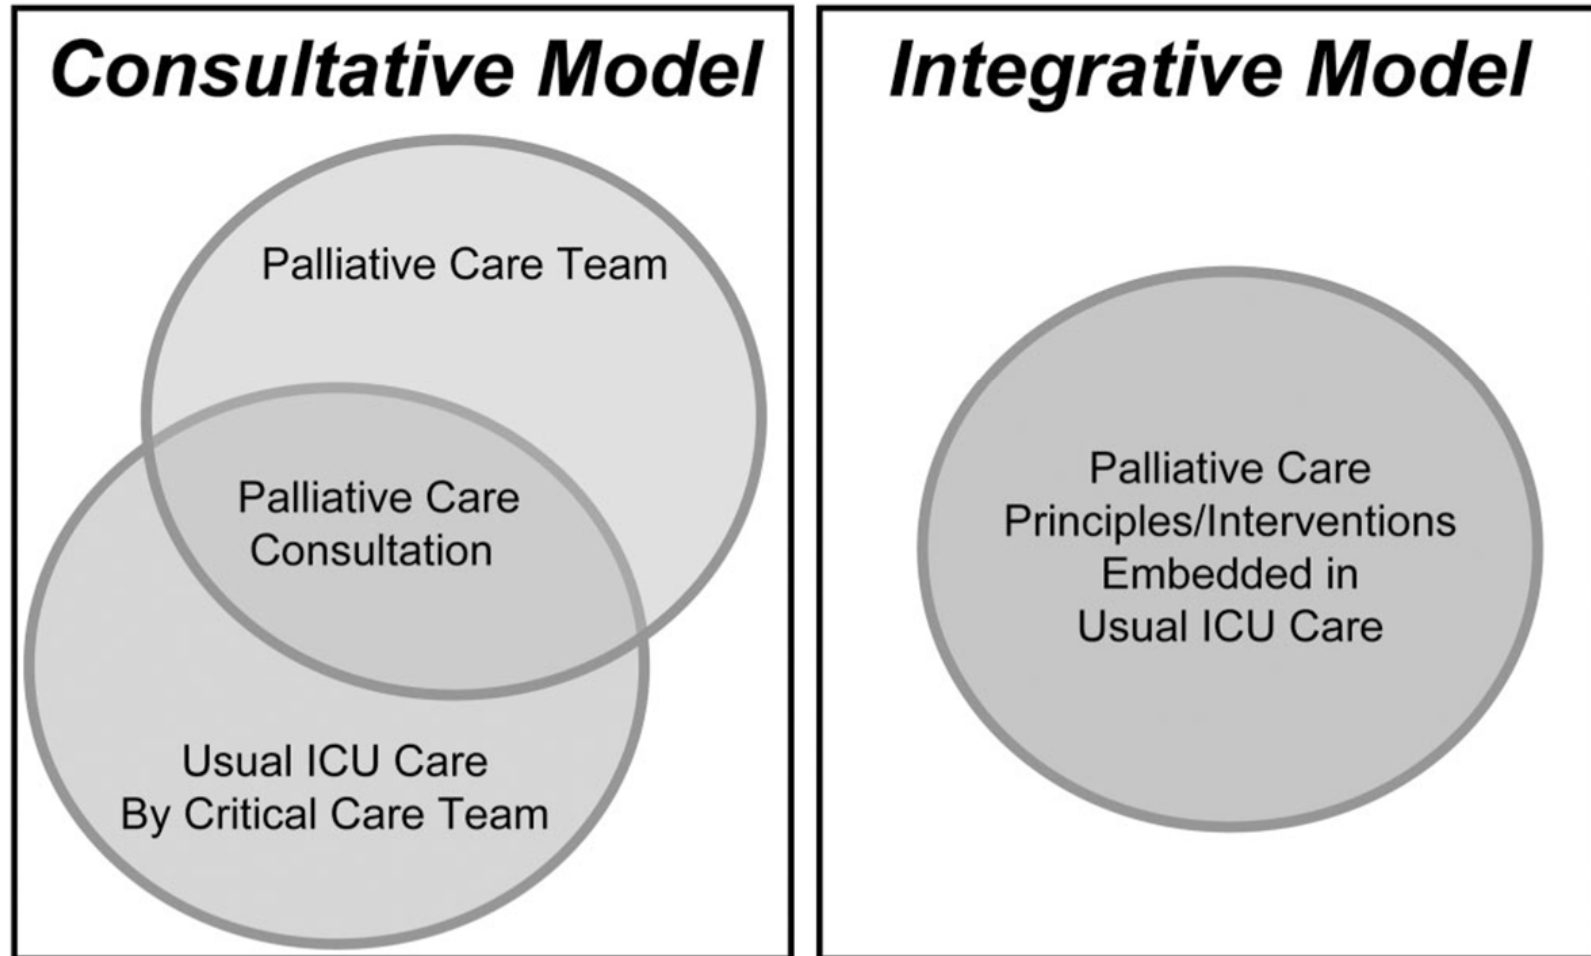 Consultative Model
Palliative Care Team
Palliative Care
Consultation
Usual ICU Care
By Critical Care Team
Integrative Model
Palliative Care
Principles/Interventions
Embedded in
Usual ICU Care